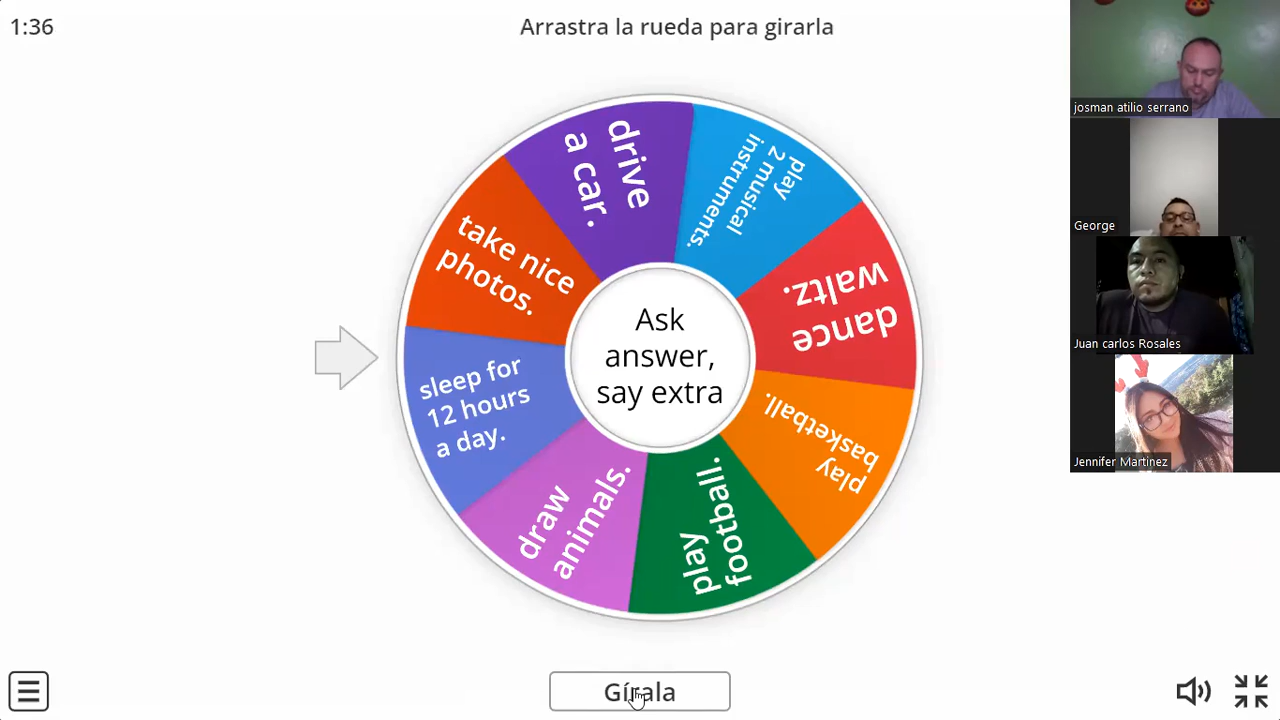 1:36
Arrastra la rueda para girarla
drive
a car.
play
2 musical
instruments.
take nice
photos.
dance
waltz.
sleep for
12 hours
a day.
Ask
answer,
say extra
play
basketball.
draw
animals.
play
football.
Gírala
josman atilio serrano
George
Juan carlos Rosales
Jennifer Martinez